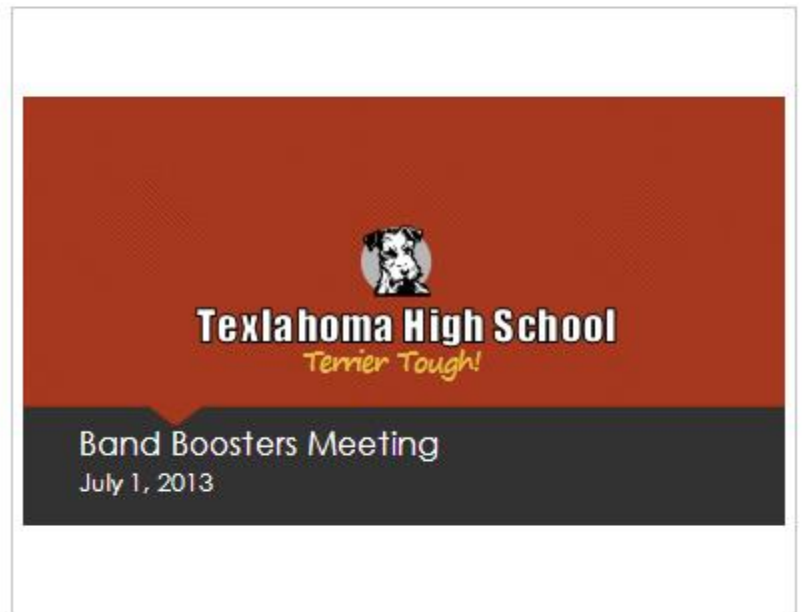 Texlahoma High School
Terrier Tough!
Band Boosters Meeting
July 1, 2013